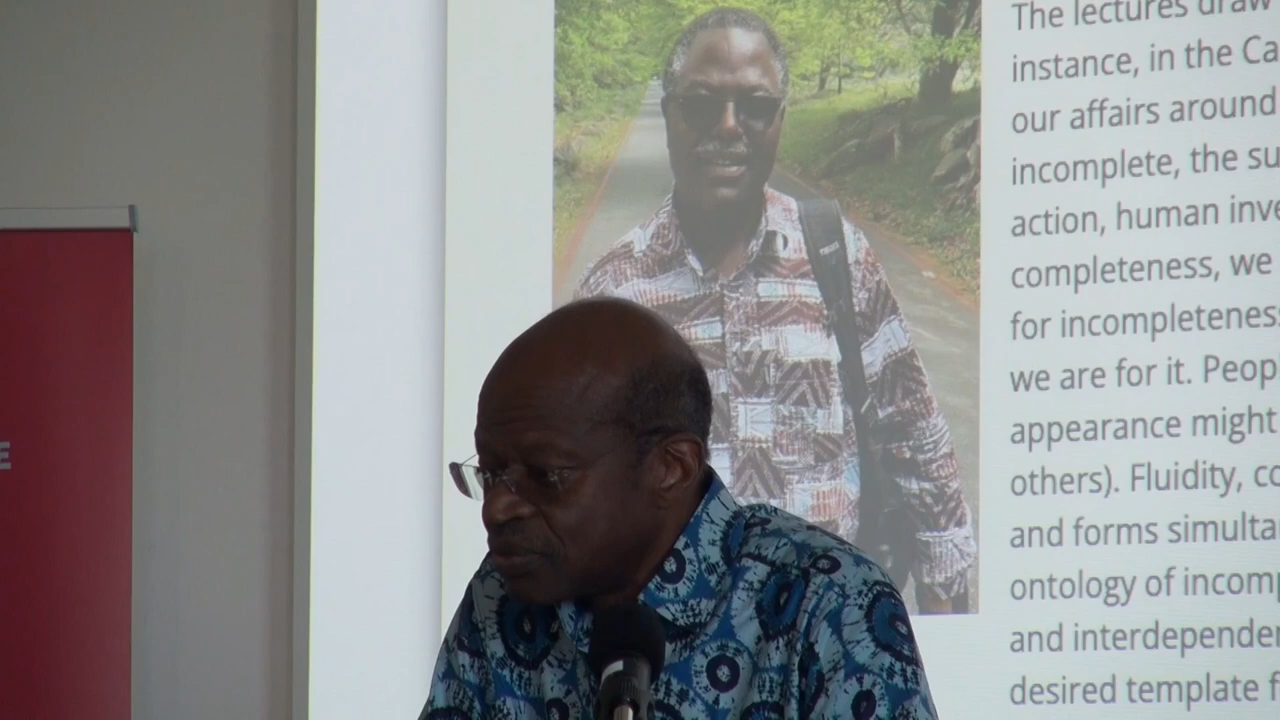 The lectures draw
instance, in the Ca
our affairs around
incomplete, the su
action, human inve
completeness, we
for incompleteness
we are for it. Peop
appearance might
others). Fluidity, co
and forms simulta
ontology of incomp
and interdepende
desired template f
E